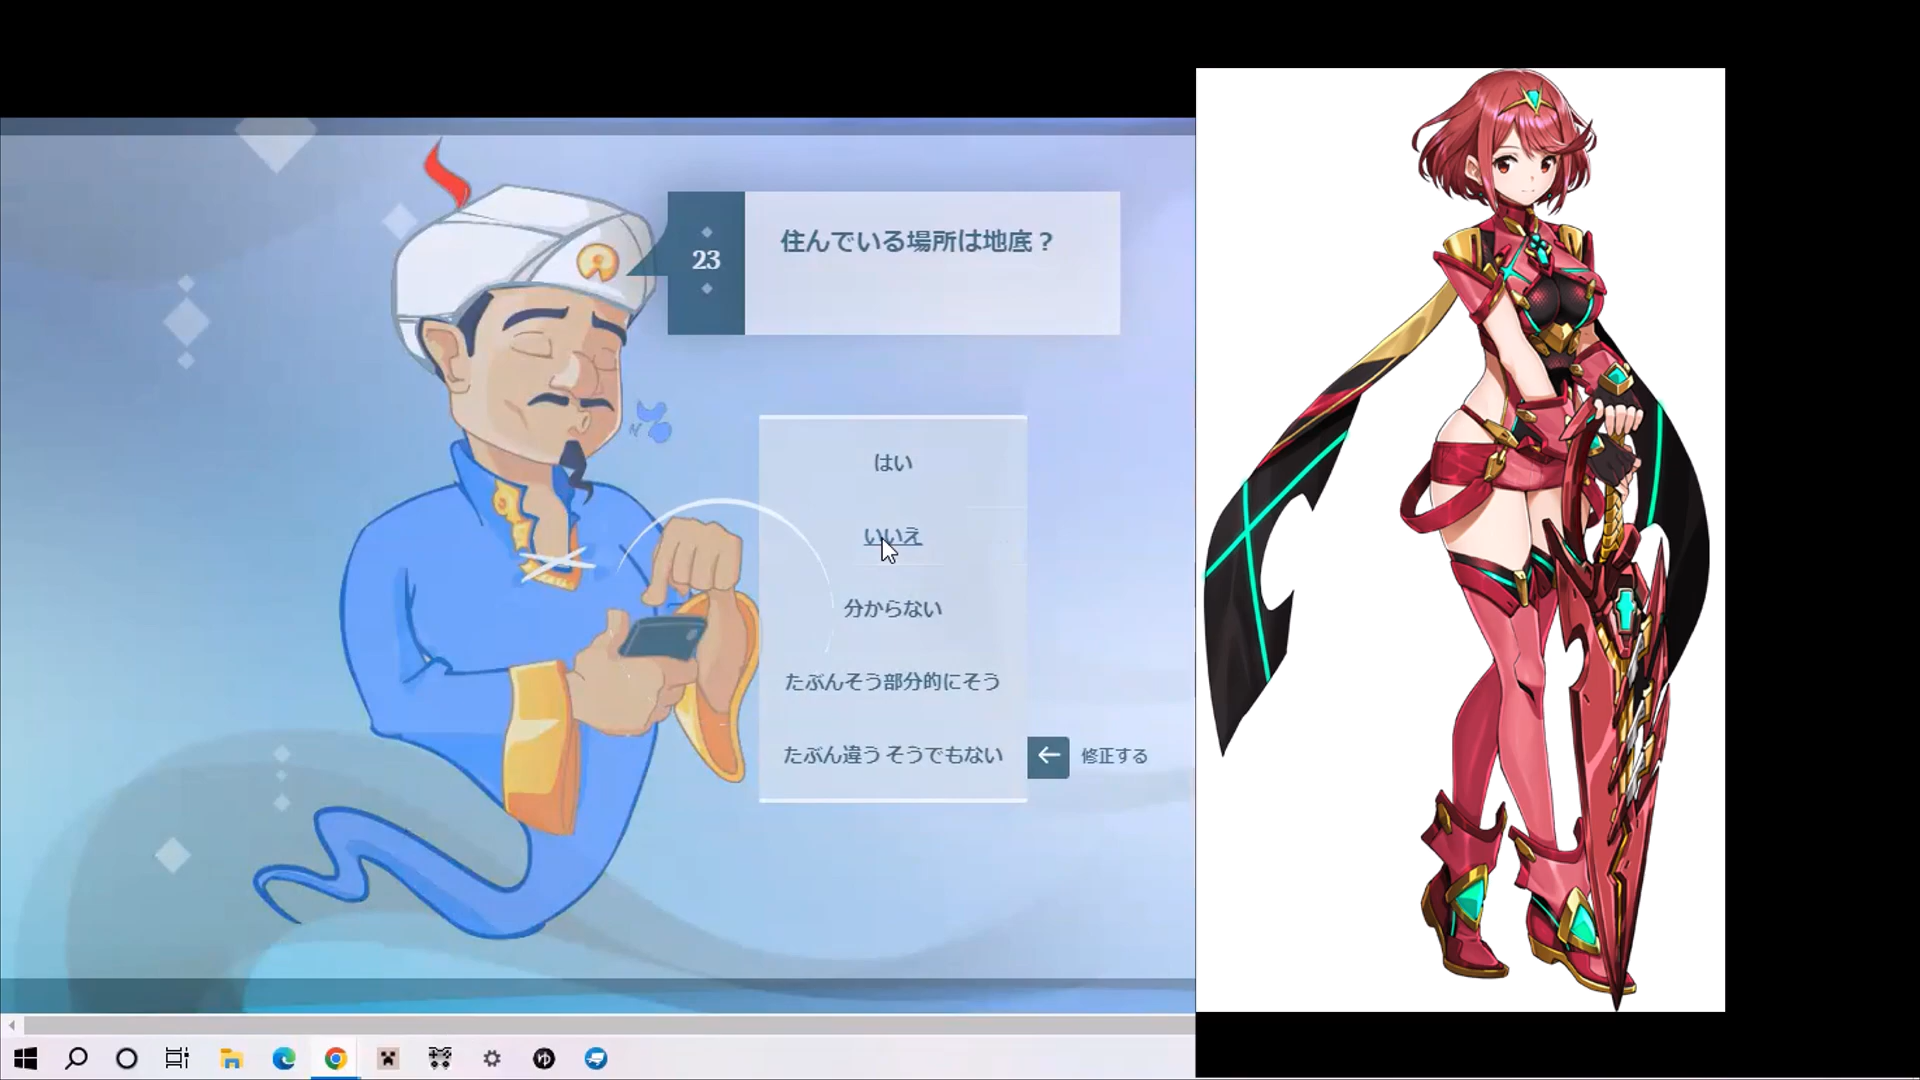 23
住んでいる場所は地底？
はい
いいえ
分からない
たぶんそう部分的にそう
たぶん違う そうでもない
修正する
ゆ